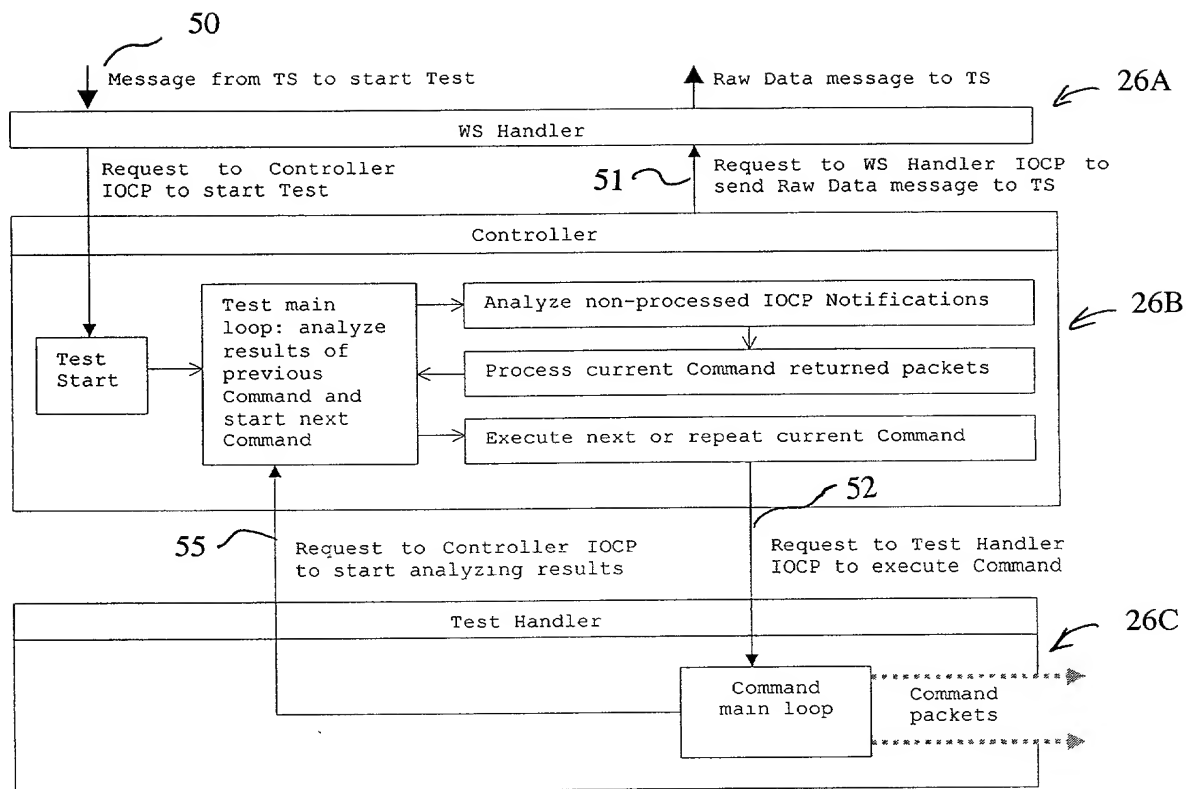 50
Message from TS to start Test
Raw Data message to TS
26A
WS Handler
Request to Controller
IOCP to start Test
51
Request to WS Handler IOCP to
send Raw Data message to TS
Controller
26B
Test
Start
Test main
loop: analyze
results of
previous
Command and
start next
Command
Analyze non-processed IOCP Notifications
Process current Command returned packets
Execute next or repeat current Command
55
Request to Controller IOCP
to start analyzing results
52
Request to Test Handler
IOCP to execute Command
Test Handler
26C
Command
main loop
Command
packets